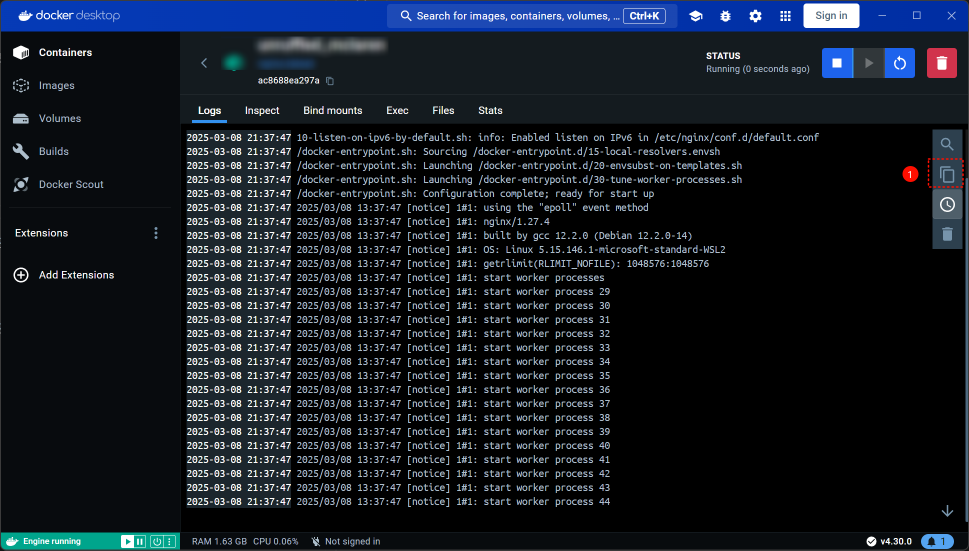 docker desktop
Search for images, containers, volumes, ... Ctrl+K
Sign in
Containers
Images
Volumes
Builds
Docker Scout
Extensions
Add Extensions
ac8688ea297a
STATUS
Running (0 seconds ago)
Logs Inspect Bind mounts Exec Files Stats
2025-03-08 21:37:47 10-listen-on-ipv6-by-default.sh: info: Enabled listen on IPv6 in /etc/nginx/conf.d/default.conf
2025-03-08 21:37:47 /docker-entrypoint.sh: Sourcing /docker-entrypoint.d/15-local-resolvers.envsh
2025-03-08 21:37:47 /docker-entrypoint.sh: Launching /docker-entrypoint.d/20-envsubst-on-templates.sh
2025-03-08 21:37:47 /docker-entrypoint.sh: Launching /docker-entrypoint.d/30-tune-worker-processes.sh
2025-03-08 21:37:47 /docker-entrypoint.sh: Configuration complete; ready for start up
2025-03-08 21:37:47 2025/03/08 13:37:47 [notice] 1#1: using the "epoll" event method
2025-03-08 21:37:47 2025/03/08 13:37:47 [notice] 1#1: nginx/1.27.4
2025-03-08 21:37:47 2025/03/08 13:37:47 [notice] 1#1: built by gcc 12.2.0 (Debian 12.2.0-14)
2025-03-08 21:37:47 2025/03/08 13:37:47 [notice] 1#1: OS: Linux 5.15.146.1-microsoft-standard-WSL2
2025-03-08 21:37:47 2025/03/08 13:37:47 [notice] 1#1: getrlimit(RLIMIT_NOFILE): 1048576:1048576
2025-03-08 21:37:47 2025/03/08 13:37:47 [notice] 1#1: start worker processes
2025-03-08 21:37:47 2025/03/08 13:37:47 [notice] 1#1: start worker process 29
2025-03-08 21:37:47 2025/03/08 13:37:47 [notice] 1#1: start worker process 30
2025-03-08 21:37:47 2025/03/08 13:37:47 [notice] 1#1: start worker process 31
2025-03-08 21:37:47 2025/03/08 13:37:47 [notice] 1#1: start worker process 32
2025-03-08 21:37:47 2025/03/08 13:37:47 [notice] 1#1: start worker process 33
2025-03-08 21:37:47 2025/03/08 13:37:47 [notice] 1#1: start worker process 34
2025-03-08 21:37:47 2025/03/08 13:37:47 [notice] 1#1: start worker process 35
2025-03-08 21:37:47 2025/03/08 13:37:47 [notice] 1#1: start worker process 36
2025-03-08 21:37:47 2025/03/08 13:37:47 [notice] 1#1: start worker process 37
2025-03-08 21:37:47 2025/03/08 13:37:47 [notice] 1#1: start worker process 38
2025-03-08 21:37:47 2025/03/08 13:37:47 [notice] 1#1: start worker process 39
2025-03-08 21:37:47 2025/03/08 13:37:47 [notice] 1#1: start worker process 40
2025-03-08 21:37:47 2025/03/08 13:37:47 [notice] 1#1: start worker process 41
2025-03-08 21:37:47 2025/03/08 13:37:47 [notice] 1#1: start worker process 42
2025-03-08 21:37:47 2025/03/08 13:37:47 [notice] 1#1: start worker process 43
2025-03-08 21:37:47 2025/03/08 13:37:47 [notice] 1#1: start worker process 44
1
Engine running
RAM 1.63 GB CPU 0.06% Not signed in
v4.30.0
1